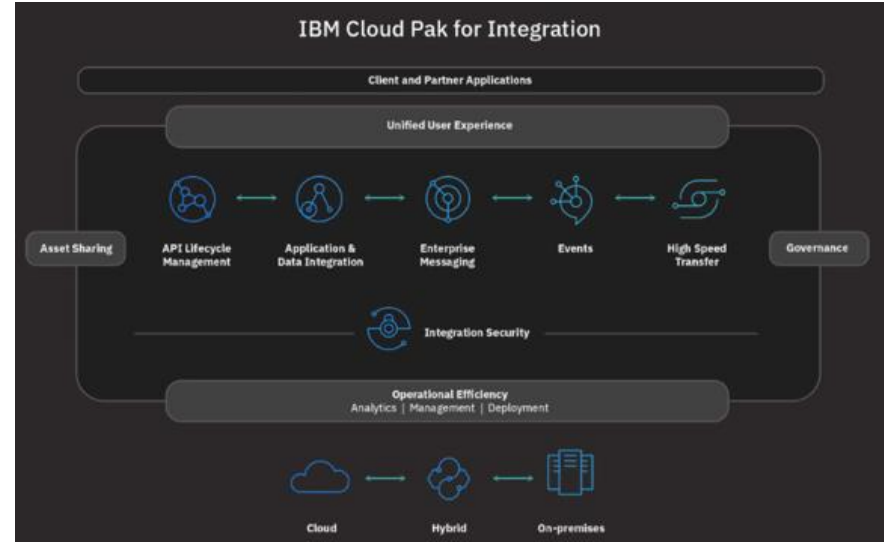 IBM Cloud Pak for Integration
Client and Partner Applications
Unified User Experience
Asset Sharing
API Lifecycle
Management
Application &
Data Integration
Enterprise
Messaging
Events
High Speed
Transfer
Governance
Integration Security
Operational Efficiency
Analytics | Management | Deployment
Cloud
Hybrid
On-premises